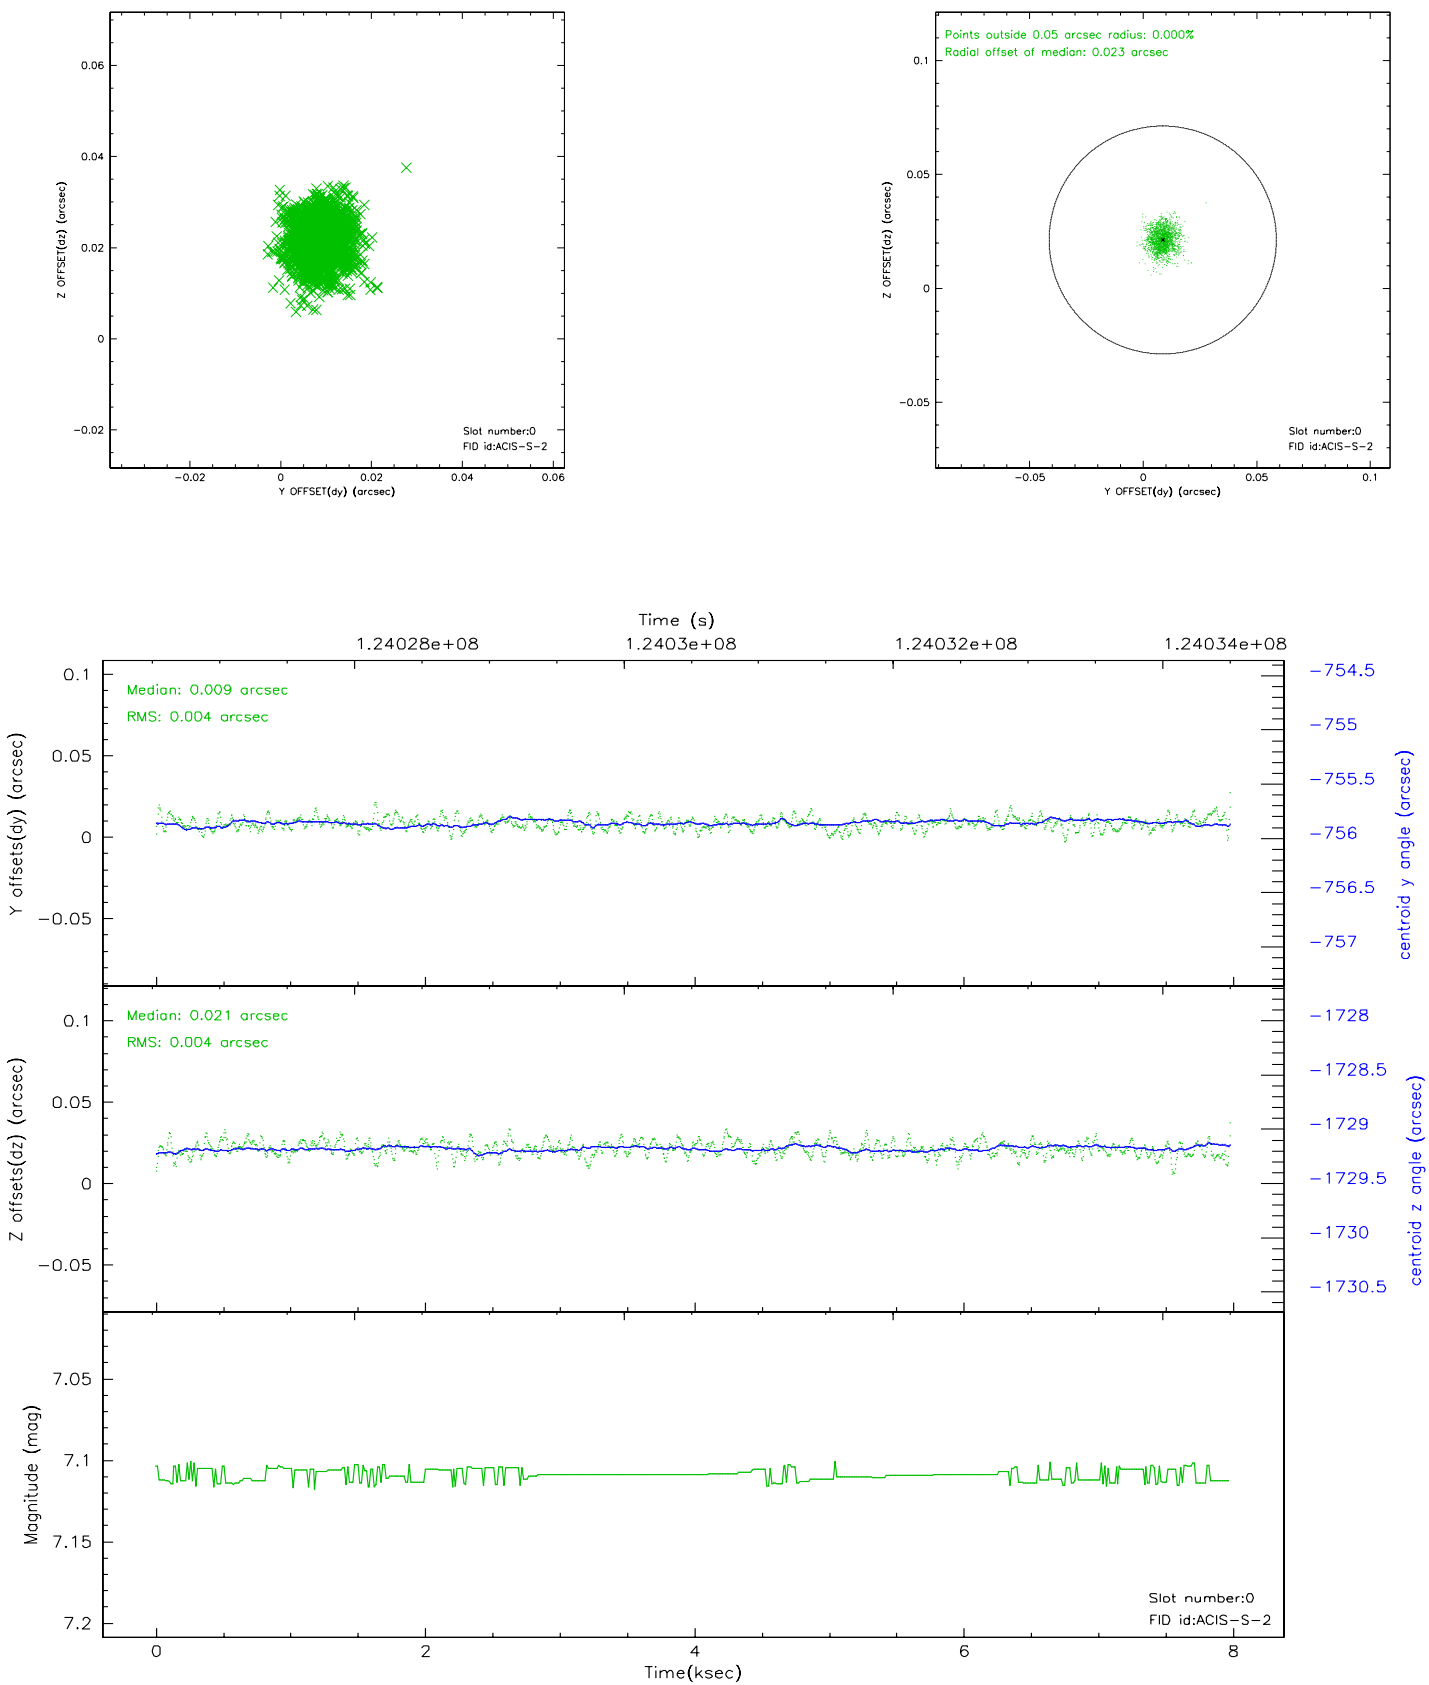 0.06
0.04
0.02
0
−0.02
Z OFFSET(dz) (arcsec)
Slot number:0
FID id:ACIS−S−2
−0.02 0 0.02 0.04 0.06
Y OFFSET(dy) (arcsec)
Points outside 0.05 arcsec radius: 0.000%
Radial offset of median: 0.023 arcsec
0.1
0.05
0
−0.05
Z OFFSET(dz) (arcsec)
Slot number:0
FID id:ACIS−S−2
−0.05 0 0.05 0.1
Y OFFSET(dy) (arcsec)
Time (s)
1.24028e+08 1.2403e+08 1.24032e+08 1.24034e+08
Median: 0.009 arcsec
RMS: 0.004 arcsec
0.1
0.05
0
−0.05
Y offsets(dy) (arcsec)
−754.5
−755
−755.5
−756
−756.5
−757
centroid y angle (arcsec)
Median: 0.021 arcsec
RMS: 0.004 arcsec
0.1
0.05
0
−0.05
Z offsets(dz) (arcsec)
−1728
−1728.5
−1729
−1729.5
−1730
−1730.5
centroid z angle (arcsec)
7.05
7.1
7.15
7.2
Magnitude (mag)
Slot number:0
FID id:ACIS−S−2
0 2 4 6 8
Time(ksec)